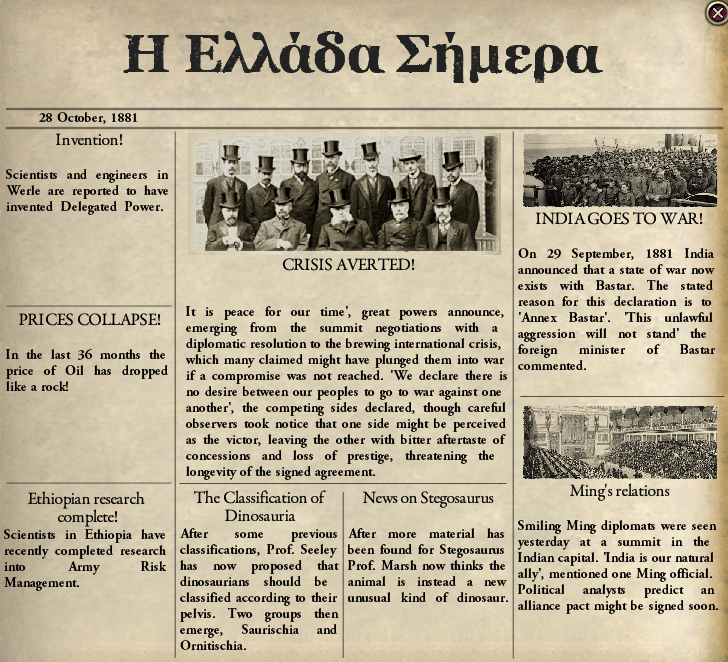 Η Ελλάδα Σήμερα
28 October, 1881
Invention!
Scientists and engineers in
Werle are reported to have
invented Delegated Power.
PRICES COLLAPSE!
In the last 36 months the
price of Oil has dropped
like a rock!
Ethiopian research
complete!
Scientists in Ethiopia have
recently completed research
into Army Risk
Management.
CRISIS AVERTED!
It is peace for our time', great powers announce,
emerging from the summit negotiations with a
diplomatic resolution to the brewing international crisis,
which many claimed might have plunged them into war
if a compromise was not reached. 'We declare there is
no desire between our peoples to go to war against one
another', the competing sides declared, though careful
observers took notice that one side might be perceived
as the victor, leaving the other with bitter aftertaste of
concessions and loss of prestige, threatening the
longevity of the signed agreement.
The Classification of
Dinosauria
After some previous
classifications, Prof. Seeley
has now proposed that
dinosaurians should be
classified according to their
pelvis. Two groups then
emerge, Saurischia and
Ornitischia.
News on Stegosaurus
After more material has
been found for Stegosaurus
Prof. Marsh now thinks the
animal is instead a new
unusual kind of dinosaur.
INDIA GOES TO WAR!
On 29 September, 1881 India
announced that a state of war now
exists with Bastar. The stated
reason for this declaration is to
'Annex Bastar'. 'This unlawful
aggression will not stand' the
foreign minister of Bastar
commented.
Ming's relations
Smiling Ming diplomats were seen
yesterday at a summit in the
Indian capital. 'India is our natural
ally', mentioned one Ming official.
Political analysts predict an
alliance pact might be signed soon.